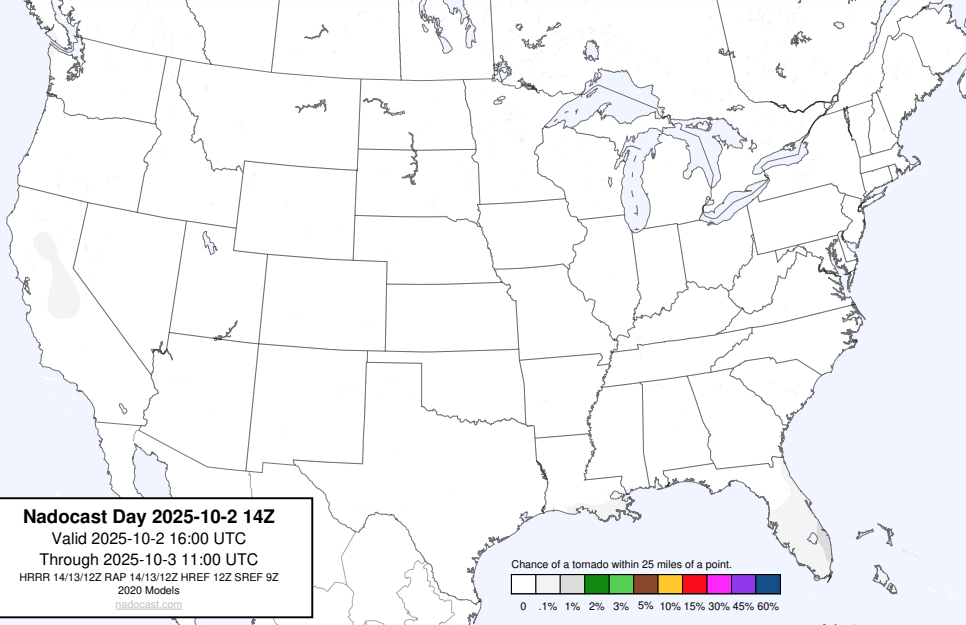 Nadocast Day 2025-10-2 14Z
Valid 2025-10-2 16:00 UTC
Through 2025-10-3 11:00 UTC
HRRR 14/13/12Z RAP 14/13/12Z HREF 12Z SREF 9Z
2020 Models
nadocast.com
Chance of a tornado within 25 miles of a point.
0 .1% 1% 2% 3% 5% 10% 15% 30% 45% 60%